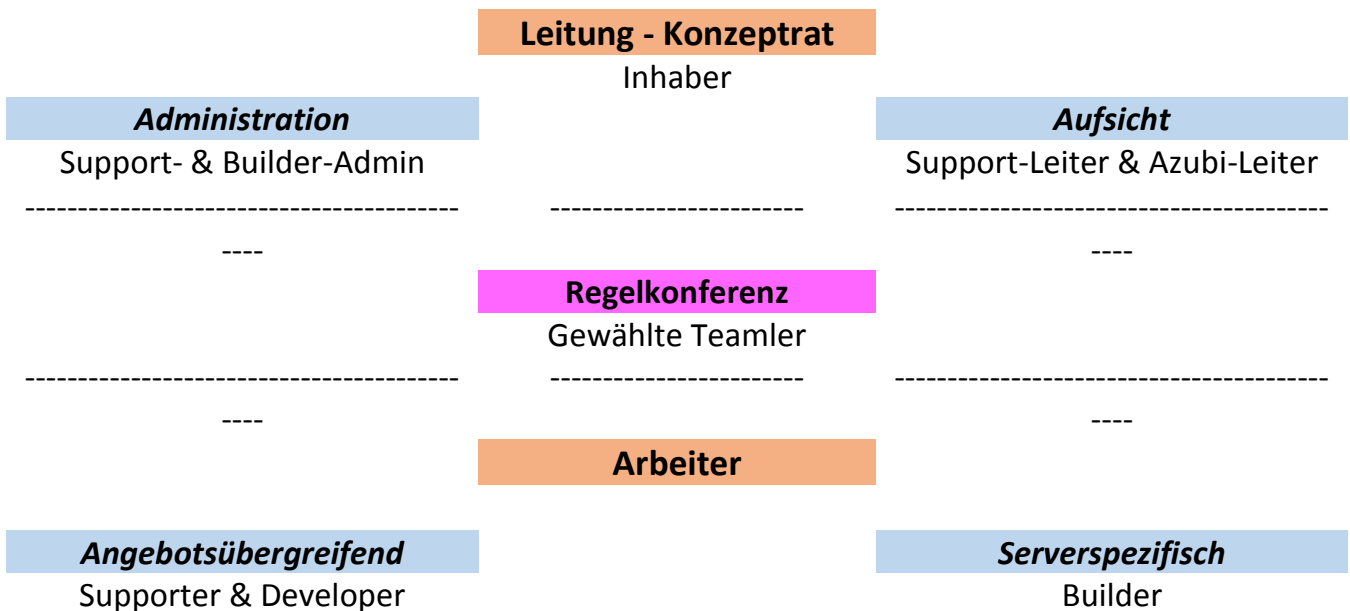 Leitung - Konzeptrat
Inhaber
Administration
Aufsicht
Support- & Builder-Admin
Support-Leiter & Azubi-Leiter
-----------------------------------------
------------------------
-----------------------------------------
----
----
Regelkonferenz
Gewählte Teamler
-----------------------------------------
------------------------
-----------------------------------------
----
----
Arbeiter
Angebotsübergreifend
Serverspezifisch
Supporter & Developer
Builder